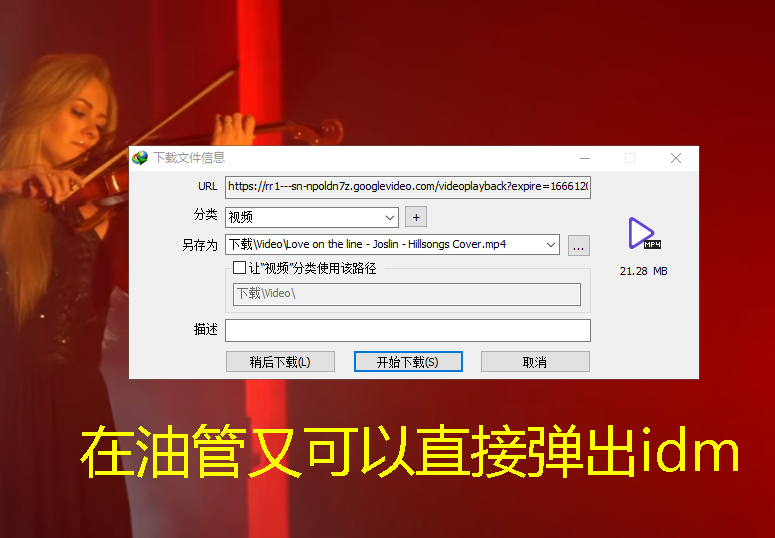 下载文件信息
URL https://rr1---sn-npoldn7z.googlevideo.com/videoplayback?expire=1666120
分类 视频 +
另存为 下载\Video\Love on the line - Joslin - Hillsongs Cover.mp4 ...
MP4
21.28 MB
让“视频”分类使用该路径
下载\Video\
描述
稍后下载(L) 开始下载(S) 取消
在油管又可以直接弹出idm